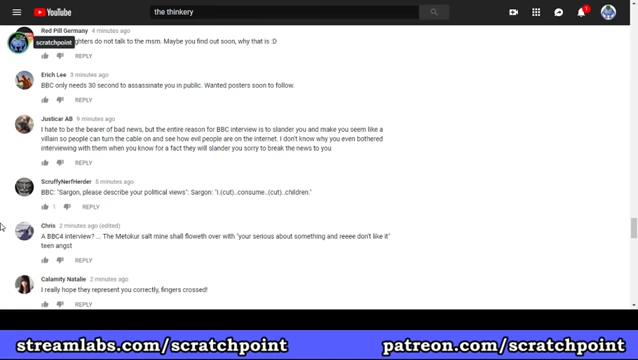 YouTube
the thinkery
1
Red Pill Germany 4 minutes ago
scratchpoint
ghters do not talk to the msm. Maybe you find out soon, why that is :D
REPLY
Erich Lee 3 minutes ago
BBC only needs 30 second to assassinate you in public. Wanted posters soon to follow.
REPLY
Justicar AB 9 minutes ago
I hate to be the bearer of bad news, but the entire reason for BBC interview is to slander you and make you seem like a
villain so people can turn the cable on and see how evil people are on the internet. I don't know why you even bothered
interviewing with them when you know for a fact they will slander you sorry to break the news to you
REPLY
ScruffyNerfHerder 5 minutes ago
BBC: "Sargon, please describe your political views": Sargon: "I.(cut)..consume..(cut)..children."
1 REPLY
Chris 2 minutes ago (edited)
A BBC4 interview? ... The Metokur salt mine shall floweth over with "your serious about something and reeee don't like it"
teen angst
REPLY
Calamity Natalie 2 minutes ago
I really hope they represent you correctly, fingers crossed!
REPLY
streamlabs.com/scratchpoint patreon.com/scratchpoint